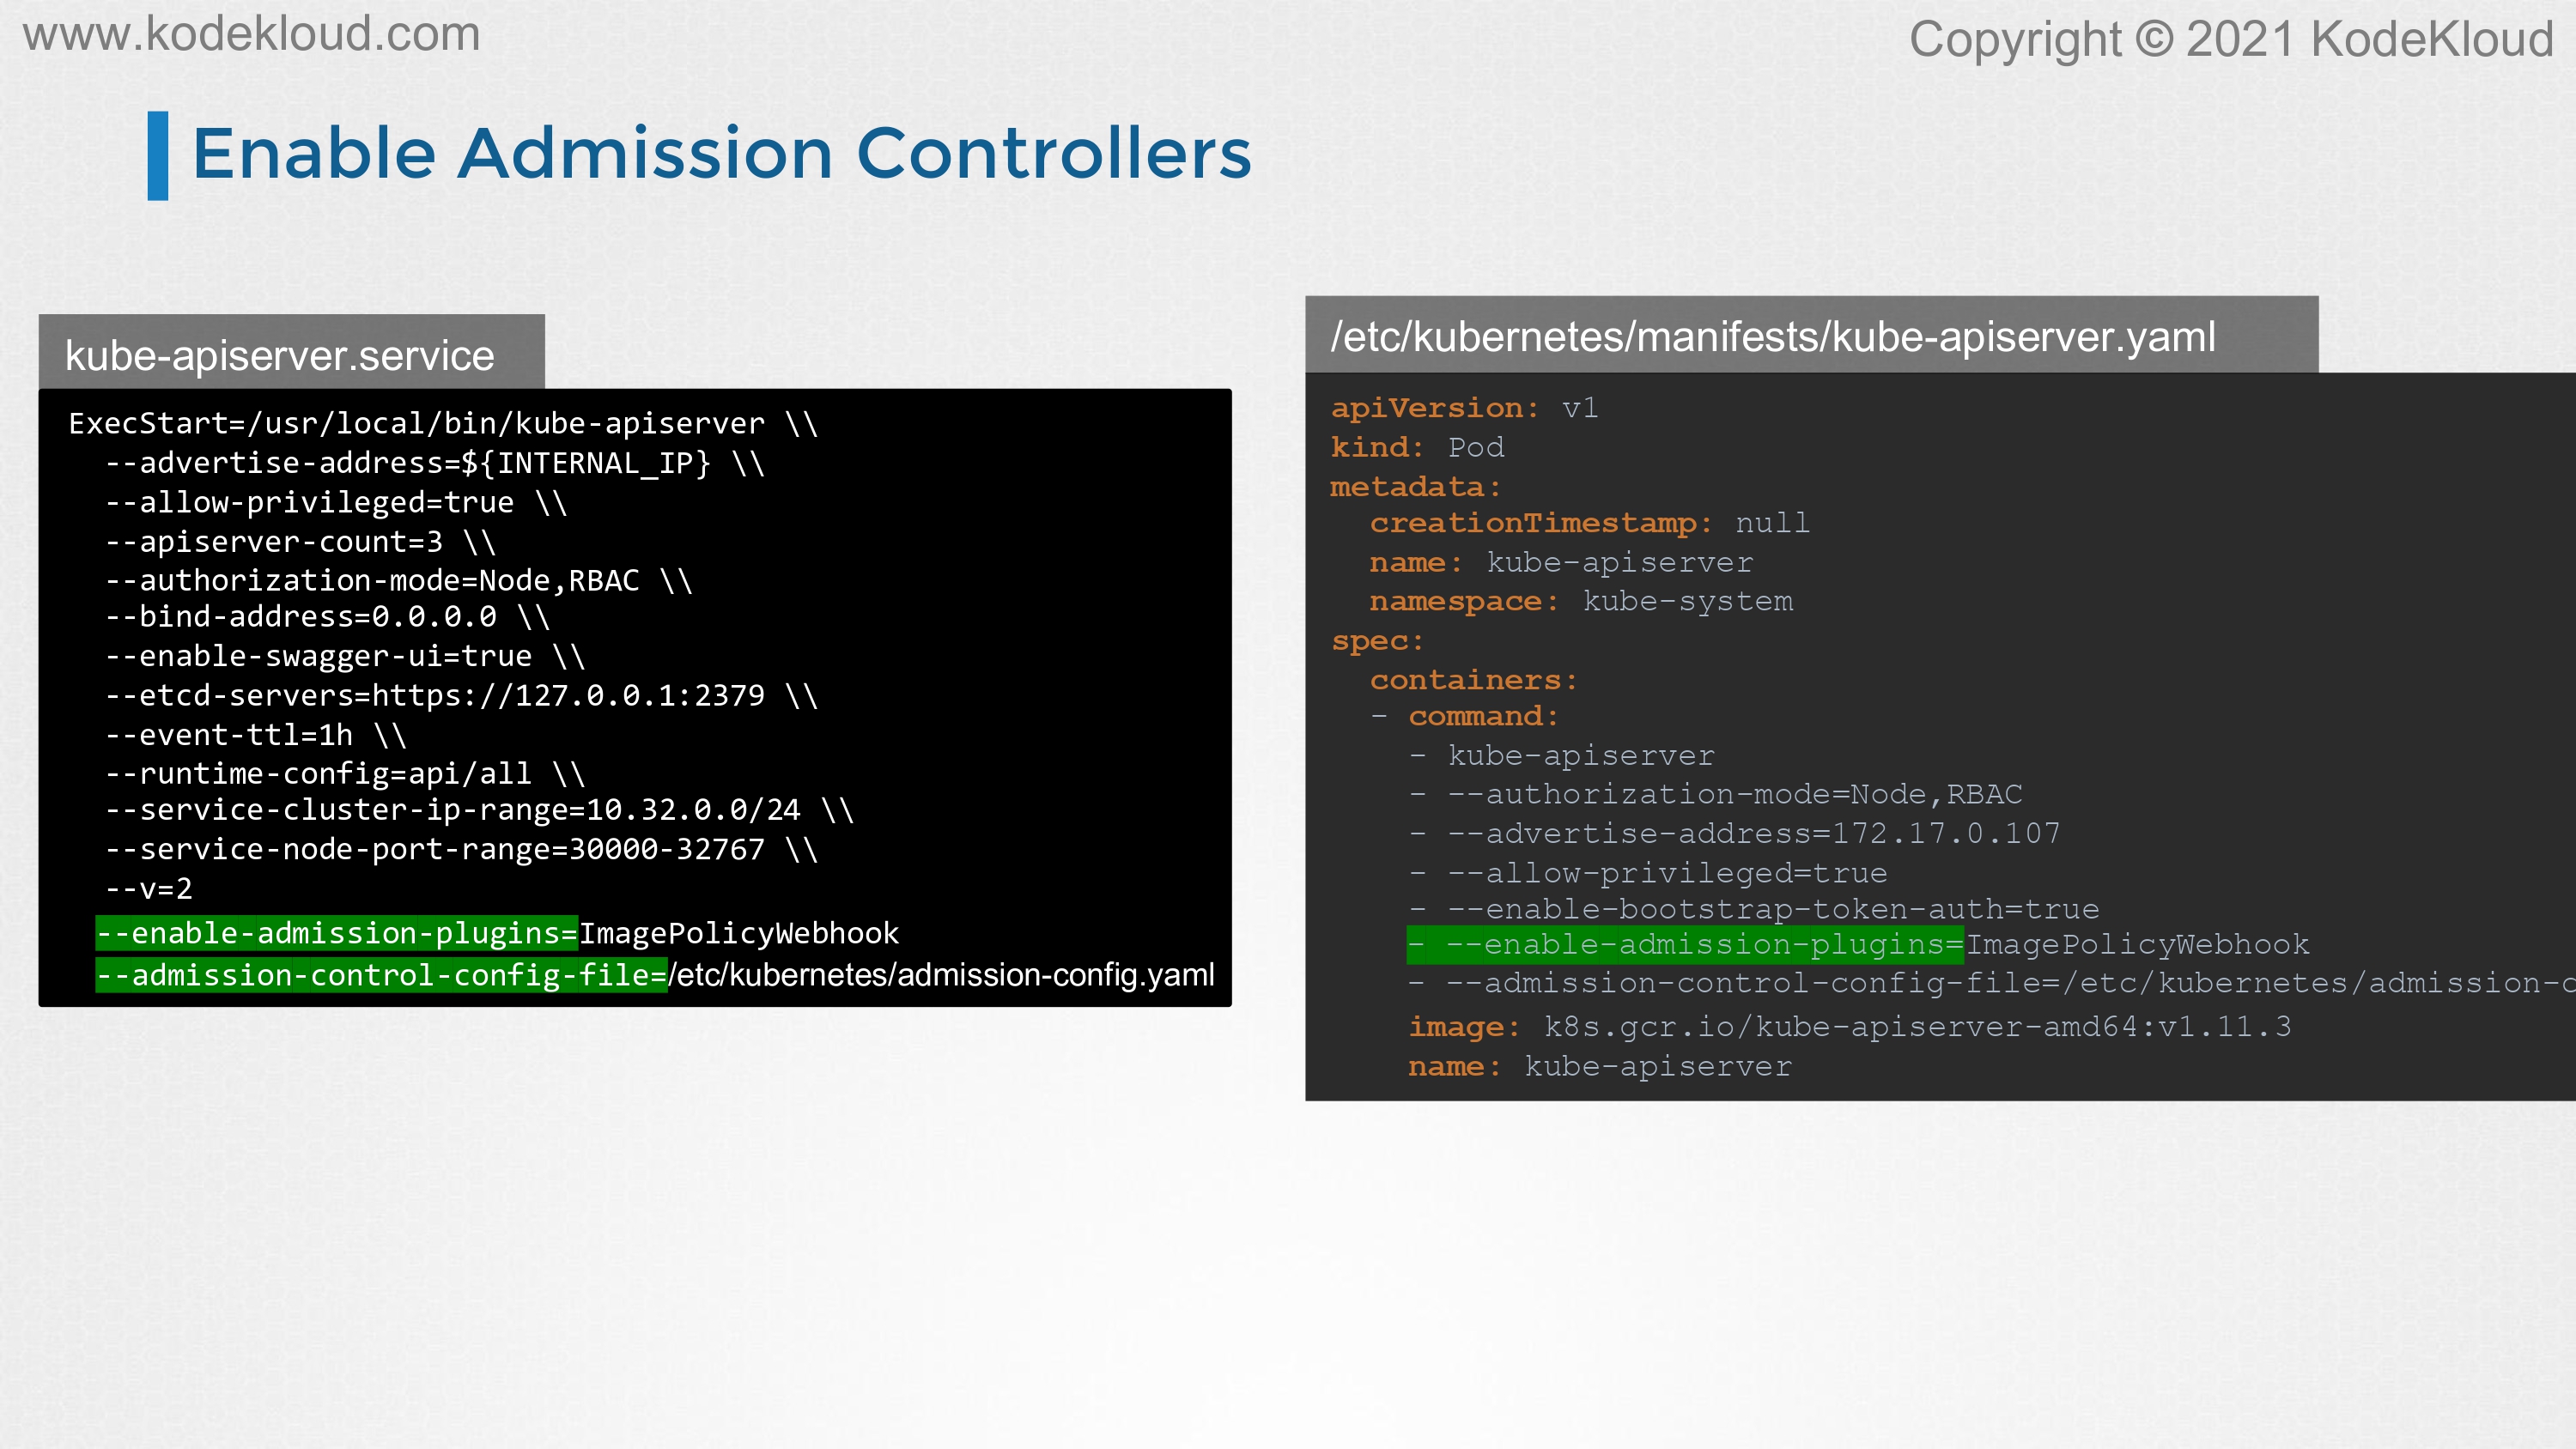 www.kodekloud.com
Copyright © 2021 KodeKloud
Enable Admission Controllers
kube-apiserver.service
ExecStart=/usr/local/bin/kube-apiserver \\
--advertise-address=${INTERNAL_IP} \\
--allow-privileged=true \\
--apiserver-count=3 \\
--authorization-mode=Node,RBAC \\
--bind-address=0.0.0.0 \\
--enable-swagger-ui=true \\
--etcd-servers=https://127.0.0.1:2379 \\
--event-ttl=1h \\
--runtime-config=api/all \\
--service-cluster-ip-range=10.32.0.0/24 \\
--service-node-port-range=30000-32767 \\
--v=2
--enable-admission-plugins=ImagePolicyWebhook
--admission-control-config-file=/etc/kubernetes/admission-config.yaml
/etc/kubernetes/manifests/kube-apiserver.yaml
apiVersion: v1
kind: Pod
metadata:
creationTimestamp: null
name: kube-apiserver
namespace: kube-system
spec:
containers:
- command:
- kube-apiserver
- --authorization-mode=Node,RBAC
- --advertise-address=172.17.0.107
- --allow-privileged=true
- --enable-bootstrap-token-auth=true
- --enable-admission-plugins=ImagePolicyWebhook
- --admission-control-config-file=/etc/kubernetes/admission-c
image: k8s.gcr.io/kube-apiserver-amd64:v1.11.3
name: kube-apiserver